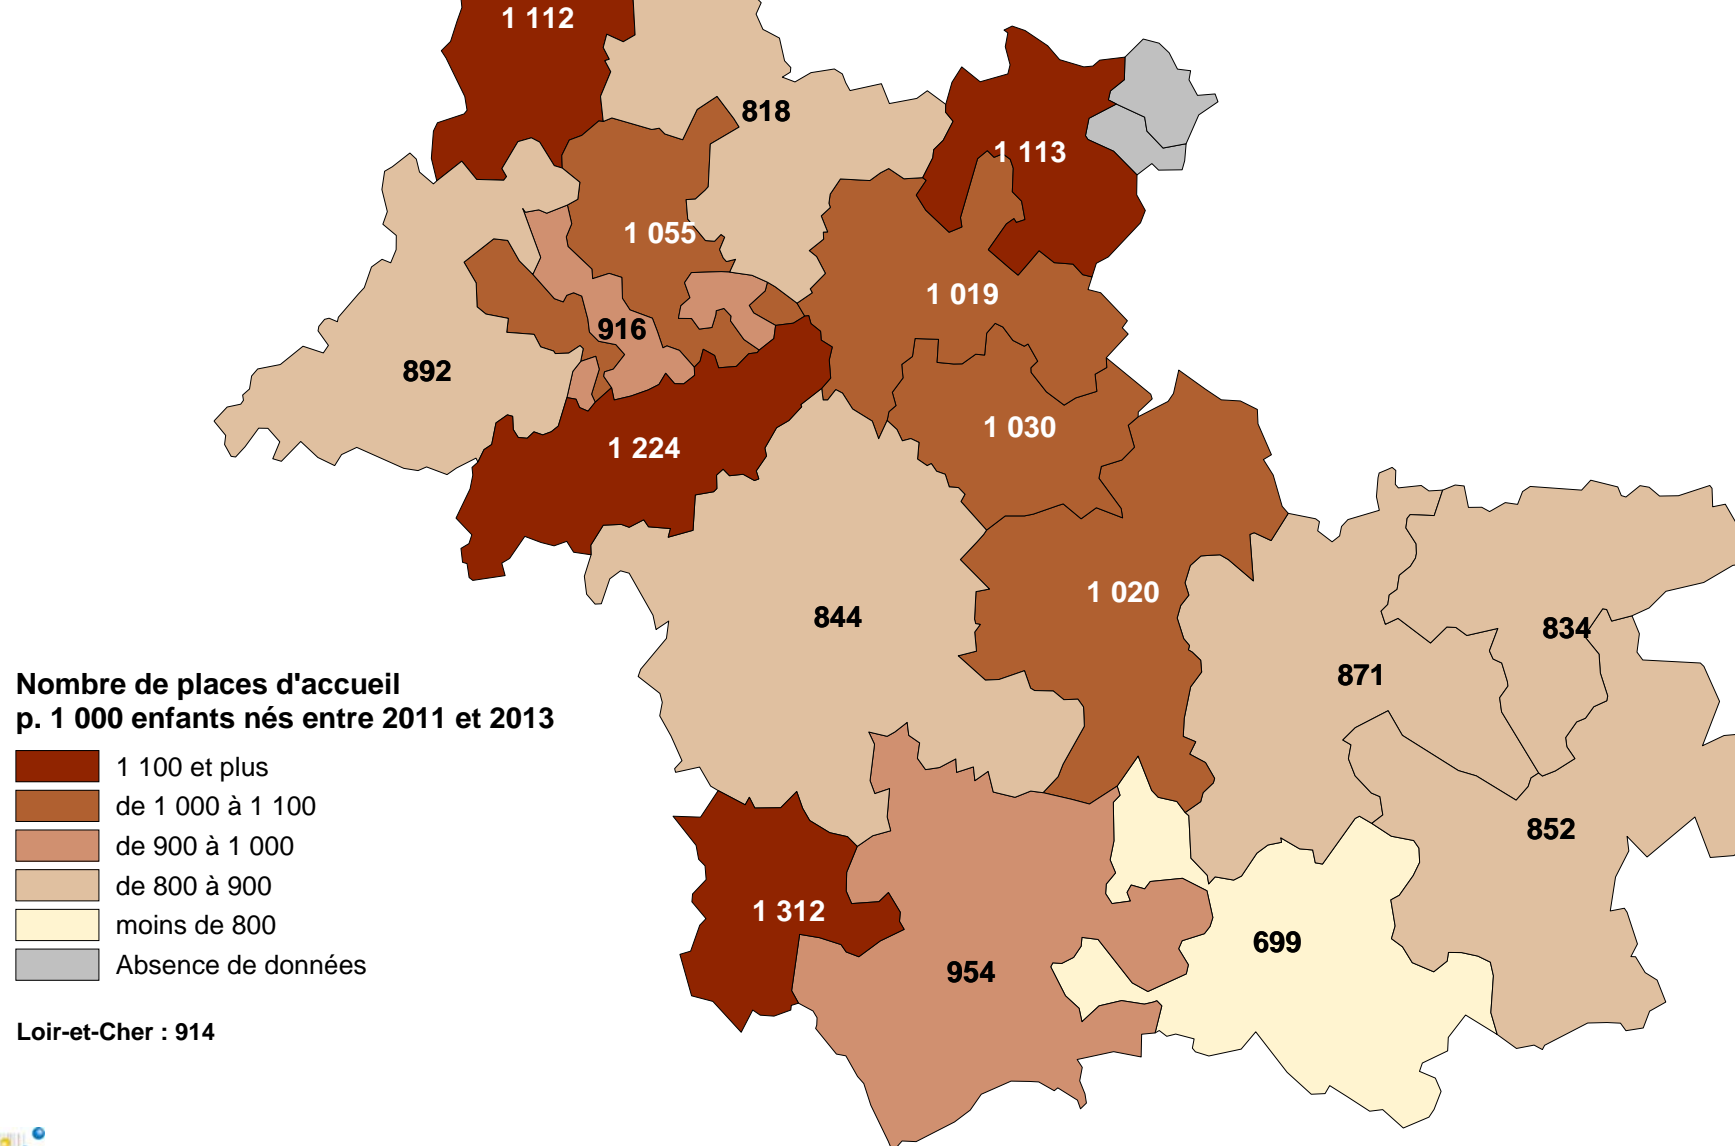 1 112
818
1 113
1 055
1 019
916
892
1 030
1 224
1 020
844
834
871
852
1 312
699
954
Nombre de places d'accueil
p. 1 000 enfants nés entre 2011 et 2013
1 100 et plus
de 1 000 à 1 100
de 900 à 1 000
de 800 à 900
moins de 800
Absence de données
Loir-et-Cher : 914